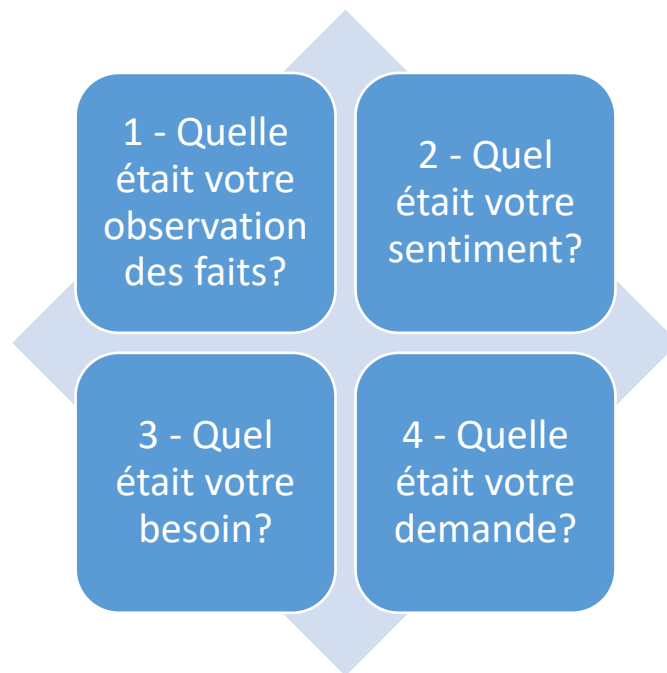 1 - Quelle
était votre
observation
des faits?
2 - Quel
était votre
sentiment?
3 - Quel
était votre
besoin?
4 - Quelle
était votre
demande?